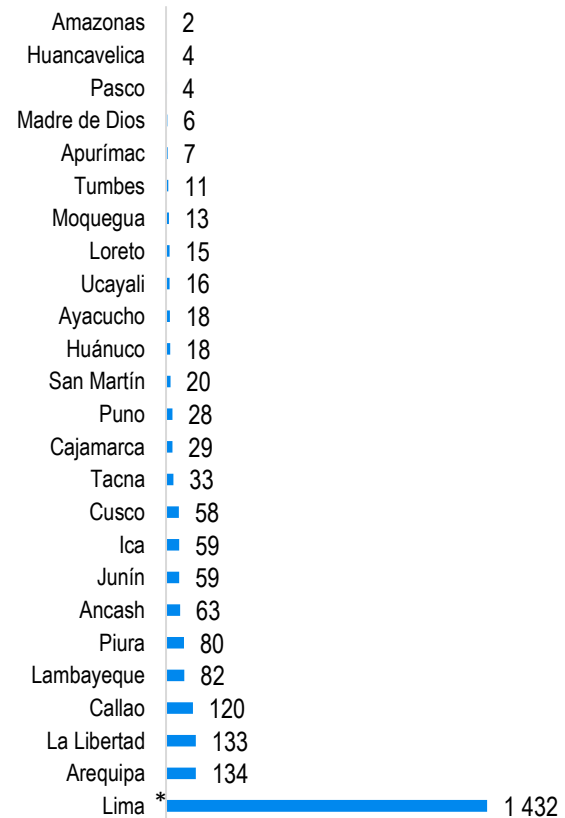 Amazonas 2
Huancavelica 4
Pasco 4
Madre de Dios 6
Apurímac 7
Tumbes 11
Moquegua 13
Loreto 15
Ucayali 16
Ayacucho 18
Huánuco 18
San Martín 20
Puno 28
Cajamarca 29
Tacna 33
Cusco 58
Ica 59
Junín 59
Ancash 63
Piura 80
Lambayeque 82
Callao 120
La Libertad 133
Arequipa 134
Lima * 1 432